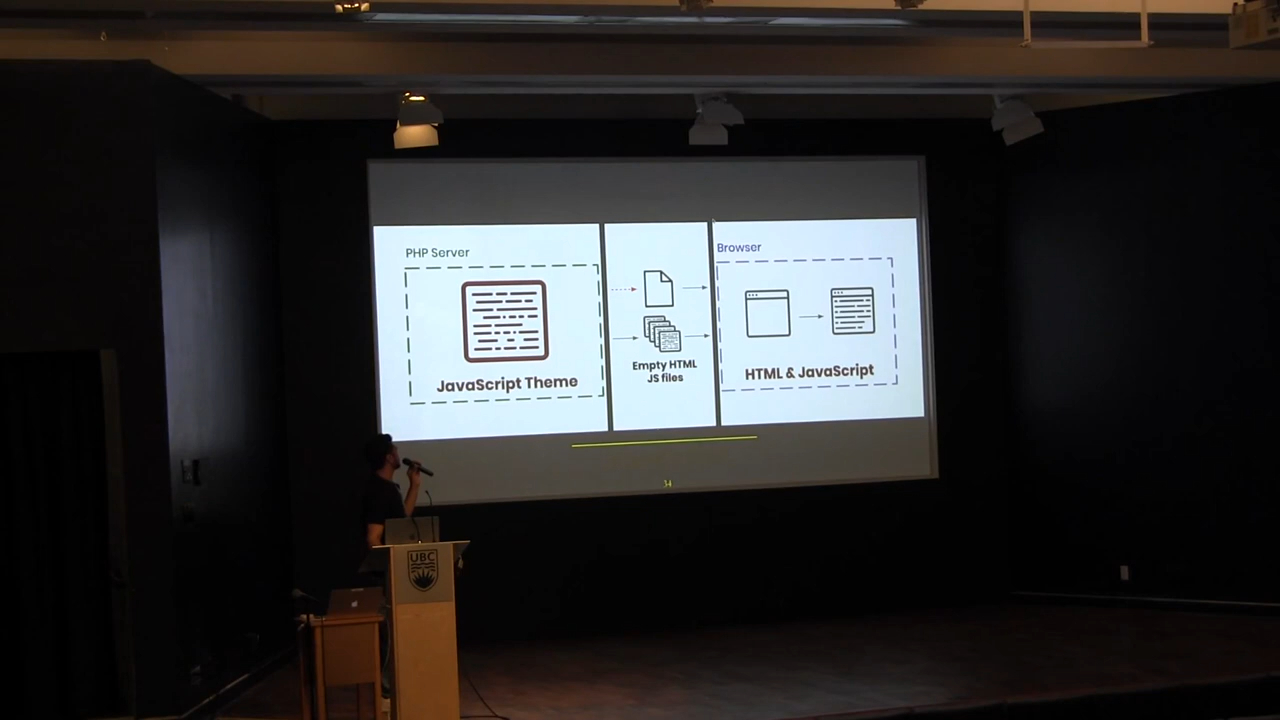 PHP Server
JavaScript Theme
Empty HTML
JS files
Browser
HTML & JavaScript
34
UBC